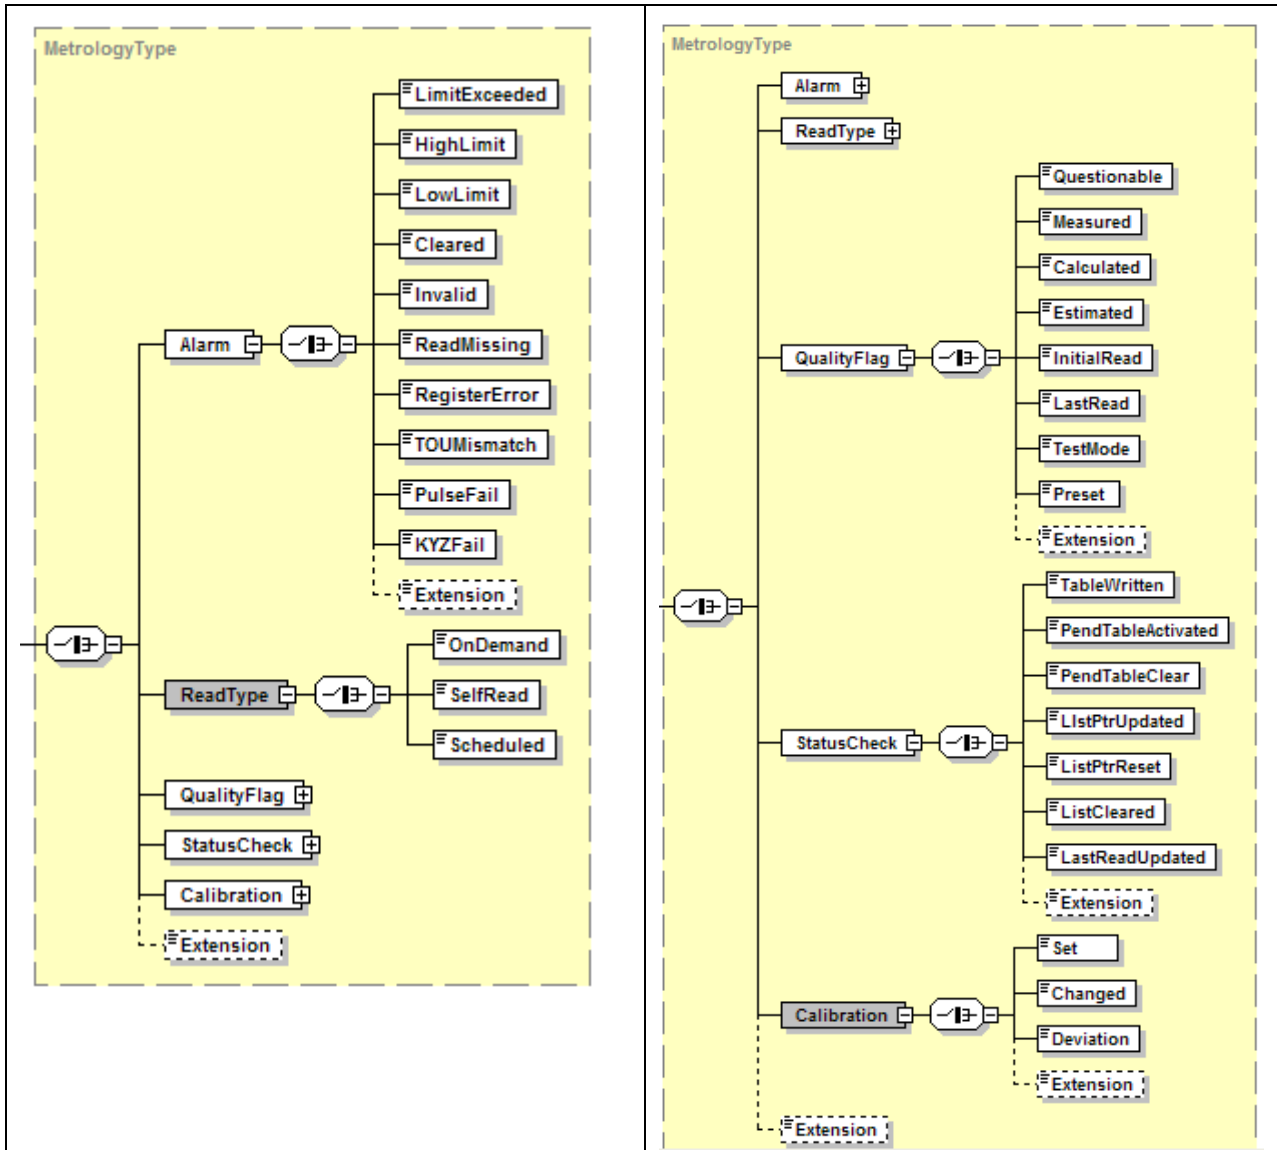 MetrologyType
LimitExceeded
HighLimit
LowLimit
Cleared
Invalid
Alarm
ReadMissing
RegisterError
TOUMismatch
PulseFail
KYZFail
Extension
OnDemand
ReadType
SelfRead
Scheduled
QualityFlag
StatusCheck
Calibration
Extension
MetrologyType
Alarm
ReadType
Questionable
Measured
Calculated
Estimated
QualityFlag
InitialRead
LastRead
TestMode
Preset
Extension
TableWritten
PendTableActivated
PendTableClear
LIstPtrUpdated
StatusCheck
ListPtrReset
ListCleared
LastReadUpdated
Extension
Set
Changed
Calibration
Deviation
Extension
Extension